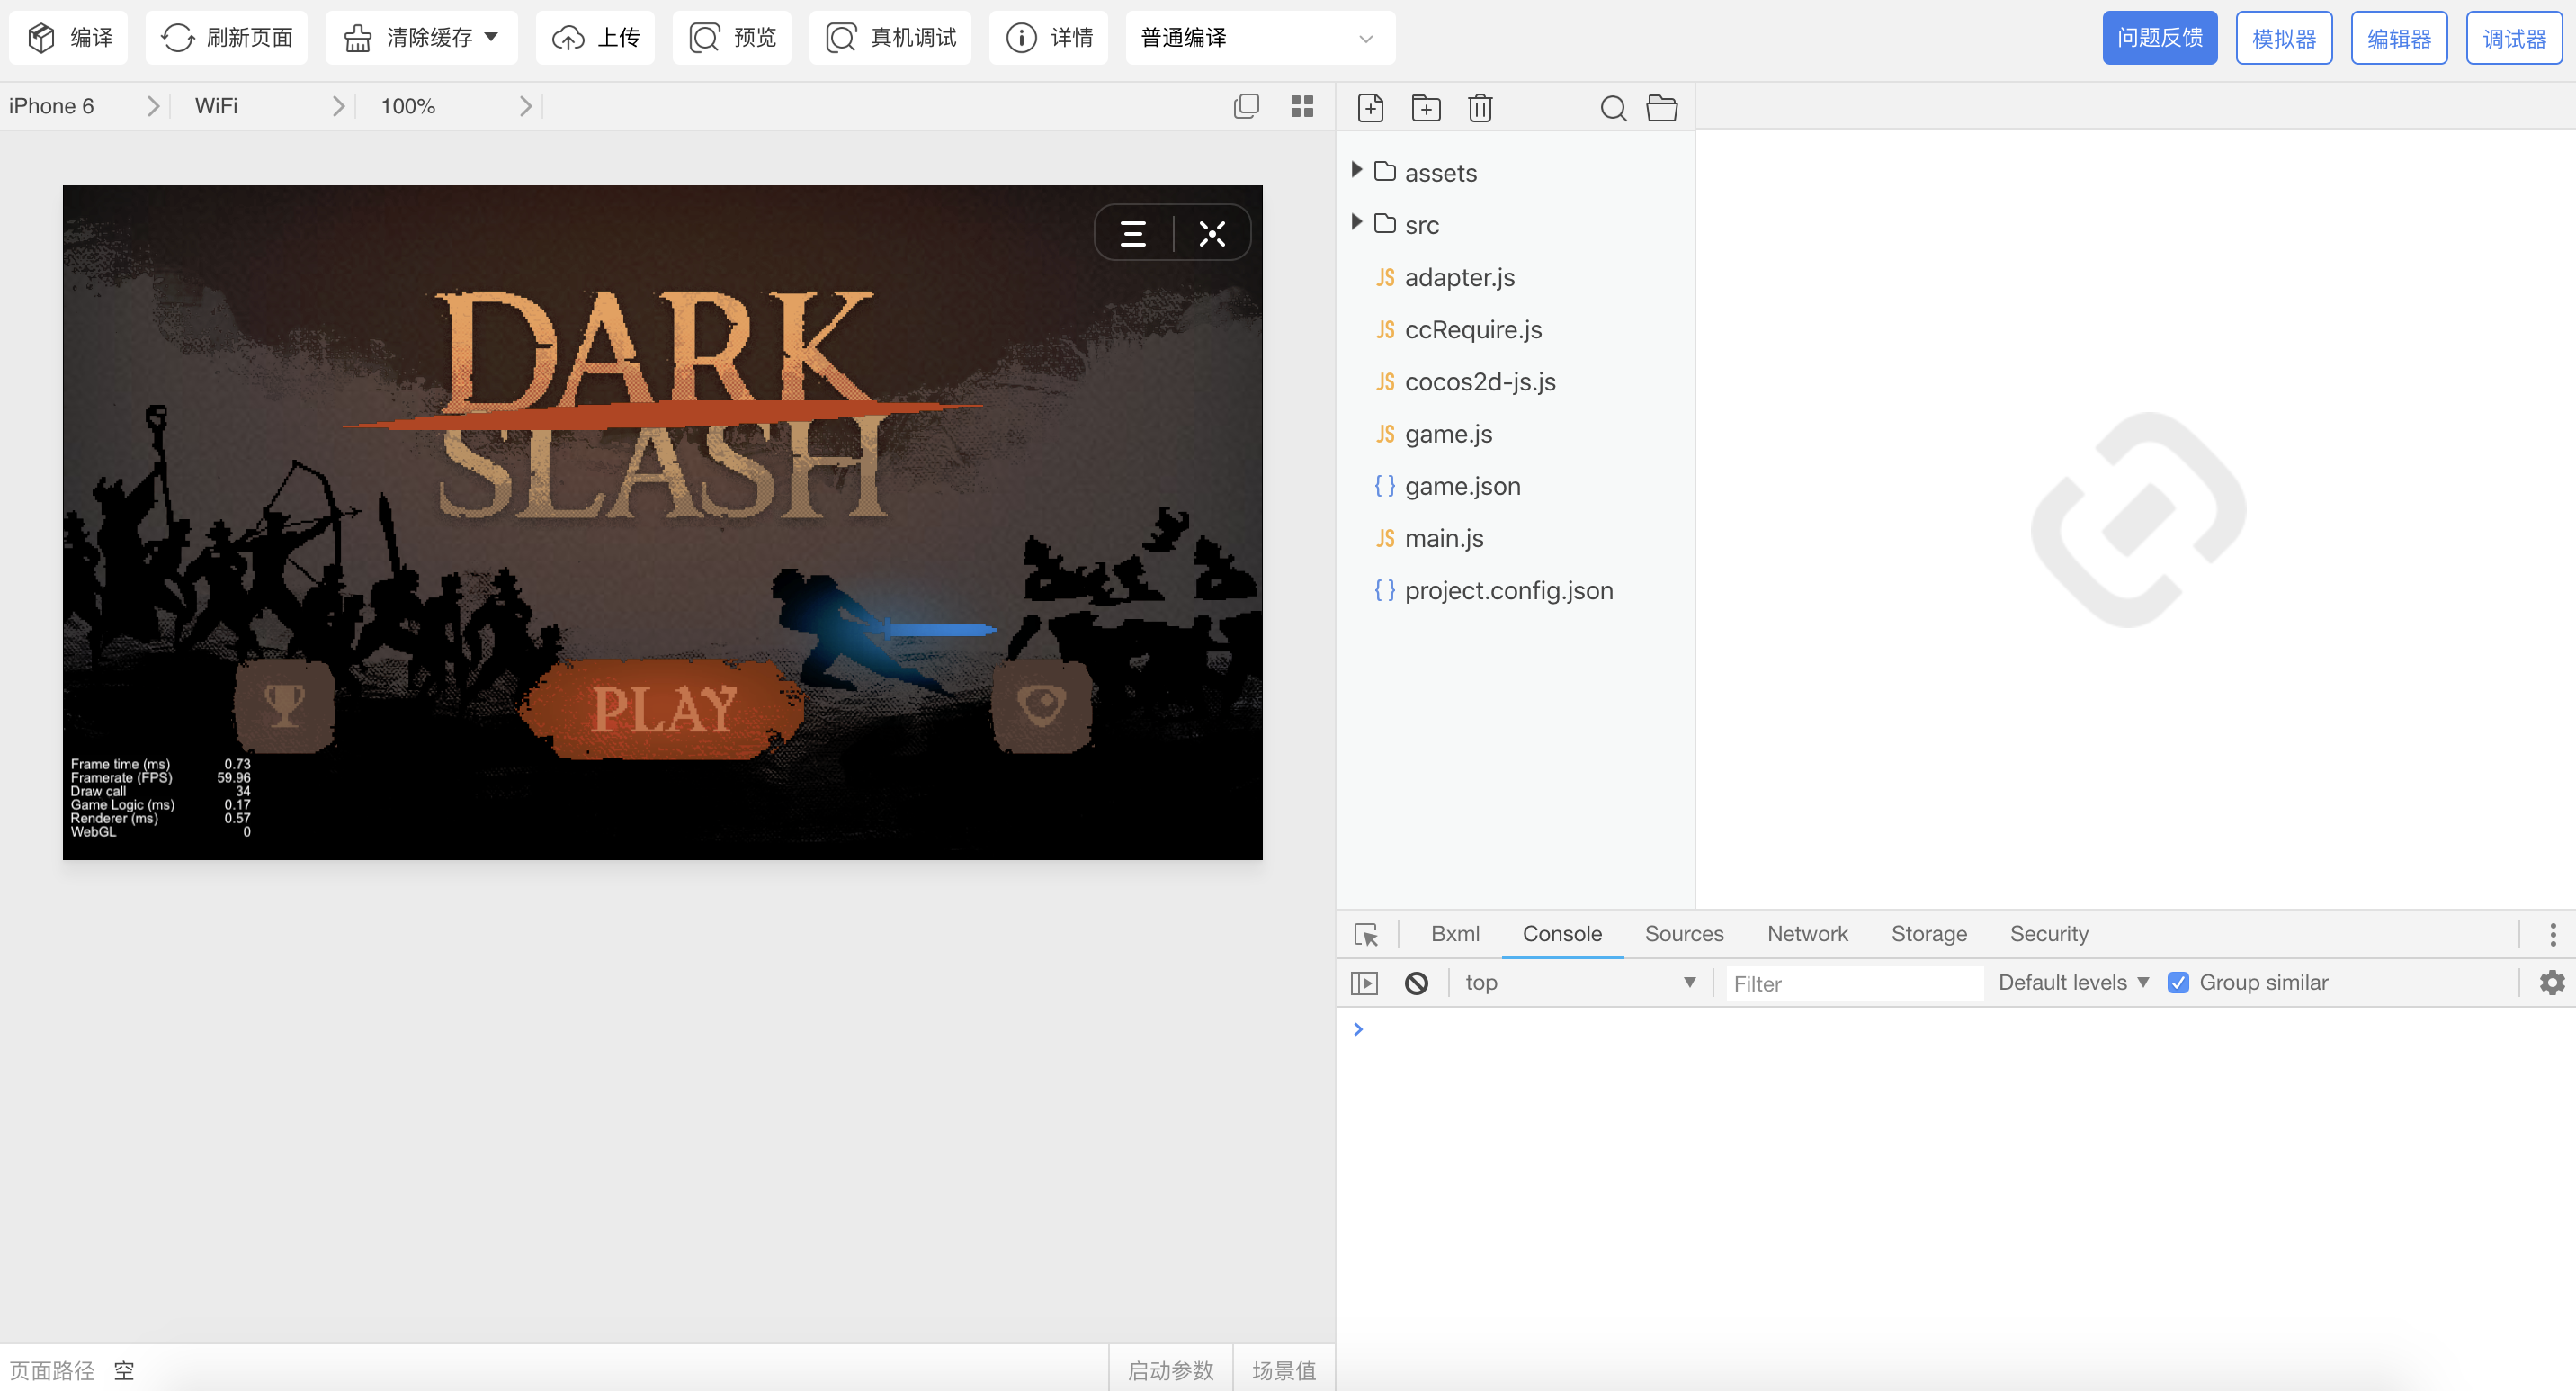 编译 刷新页面 清除缓存 上传 预览 真机调试 详情 普通编译 问题反馈 模拟器 编辑器 调试器
iPhone 6 WiFi 100%
DARK
SLASH
PLAY
Frame time (ms) 0.73
Framerate (FPS) 59.96
Draw call 34
Game Logic (ms) 0.17
Renderer (ms) 0.57
WebGL 0
assets
src
JS adapter.js
JS ccRequire.js
JS cocos2d-js.js
JS game.js
{ } game.json
JS main.js
{ } project.config.json
Bxml Console Sources Network Storage Security
top Filter Default levels Group similar
页面路径 空 启动参数 场景值